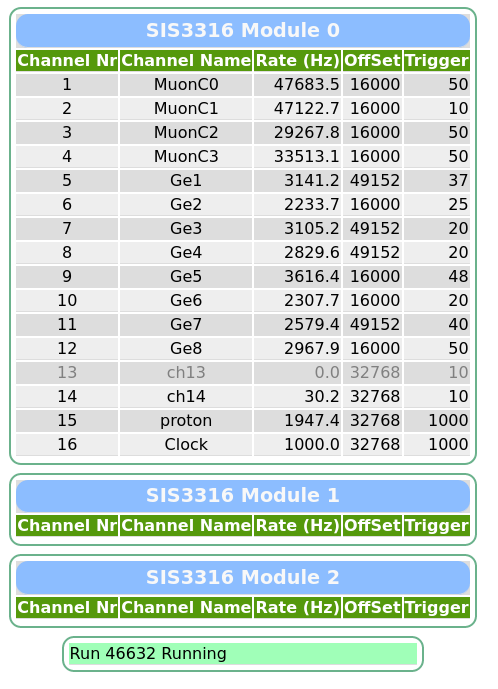 SIS3316 Module 0
Channel Nr Channel Name Rate (Hz) OffSet Trigger
1 MuonC0 47683.5 16000 50
2 MuonC1 47122.7 16000 10
3 MuonC2 29267.8 16000 50
4 MuonC3 33513.1 16000 50
5 Ge1 3141.2 49152 37
6 Ge2 2233.7 16000 25
7 Ge3 3105.2 49152 20
8 Ge4 2829.6 49152 20
9 Ge5 3616.4 16000 48
10 Ge6 2307.7 16000 20
11 Ge7 2579.4 49152 40
12 Ge8 2967.9 16000 50
13 ch13 0.0 32768 10
14 ch14 30.2 32768 10
15 proton 1947.4 32768 1000
16 Clock 1000.0 32768 1000
SIS3316 Module 1
Channel Nr Channel Name Rate (Hz) OffSet Trigger
SIS3316 Module 2
Channel Nr Channel Name Rate (Hz) OffSet Trigger
Run 46632 Running